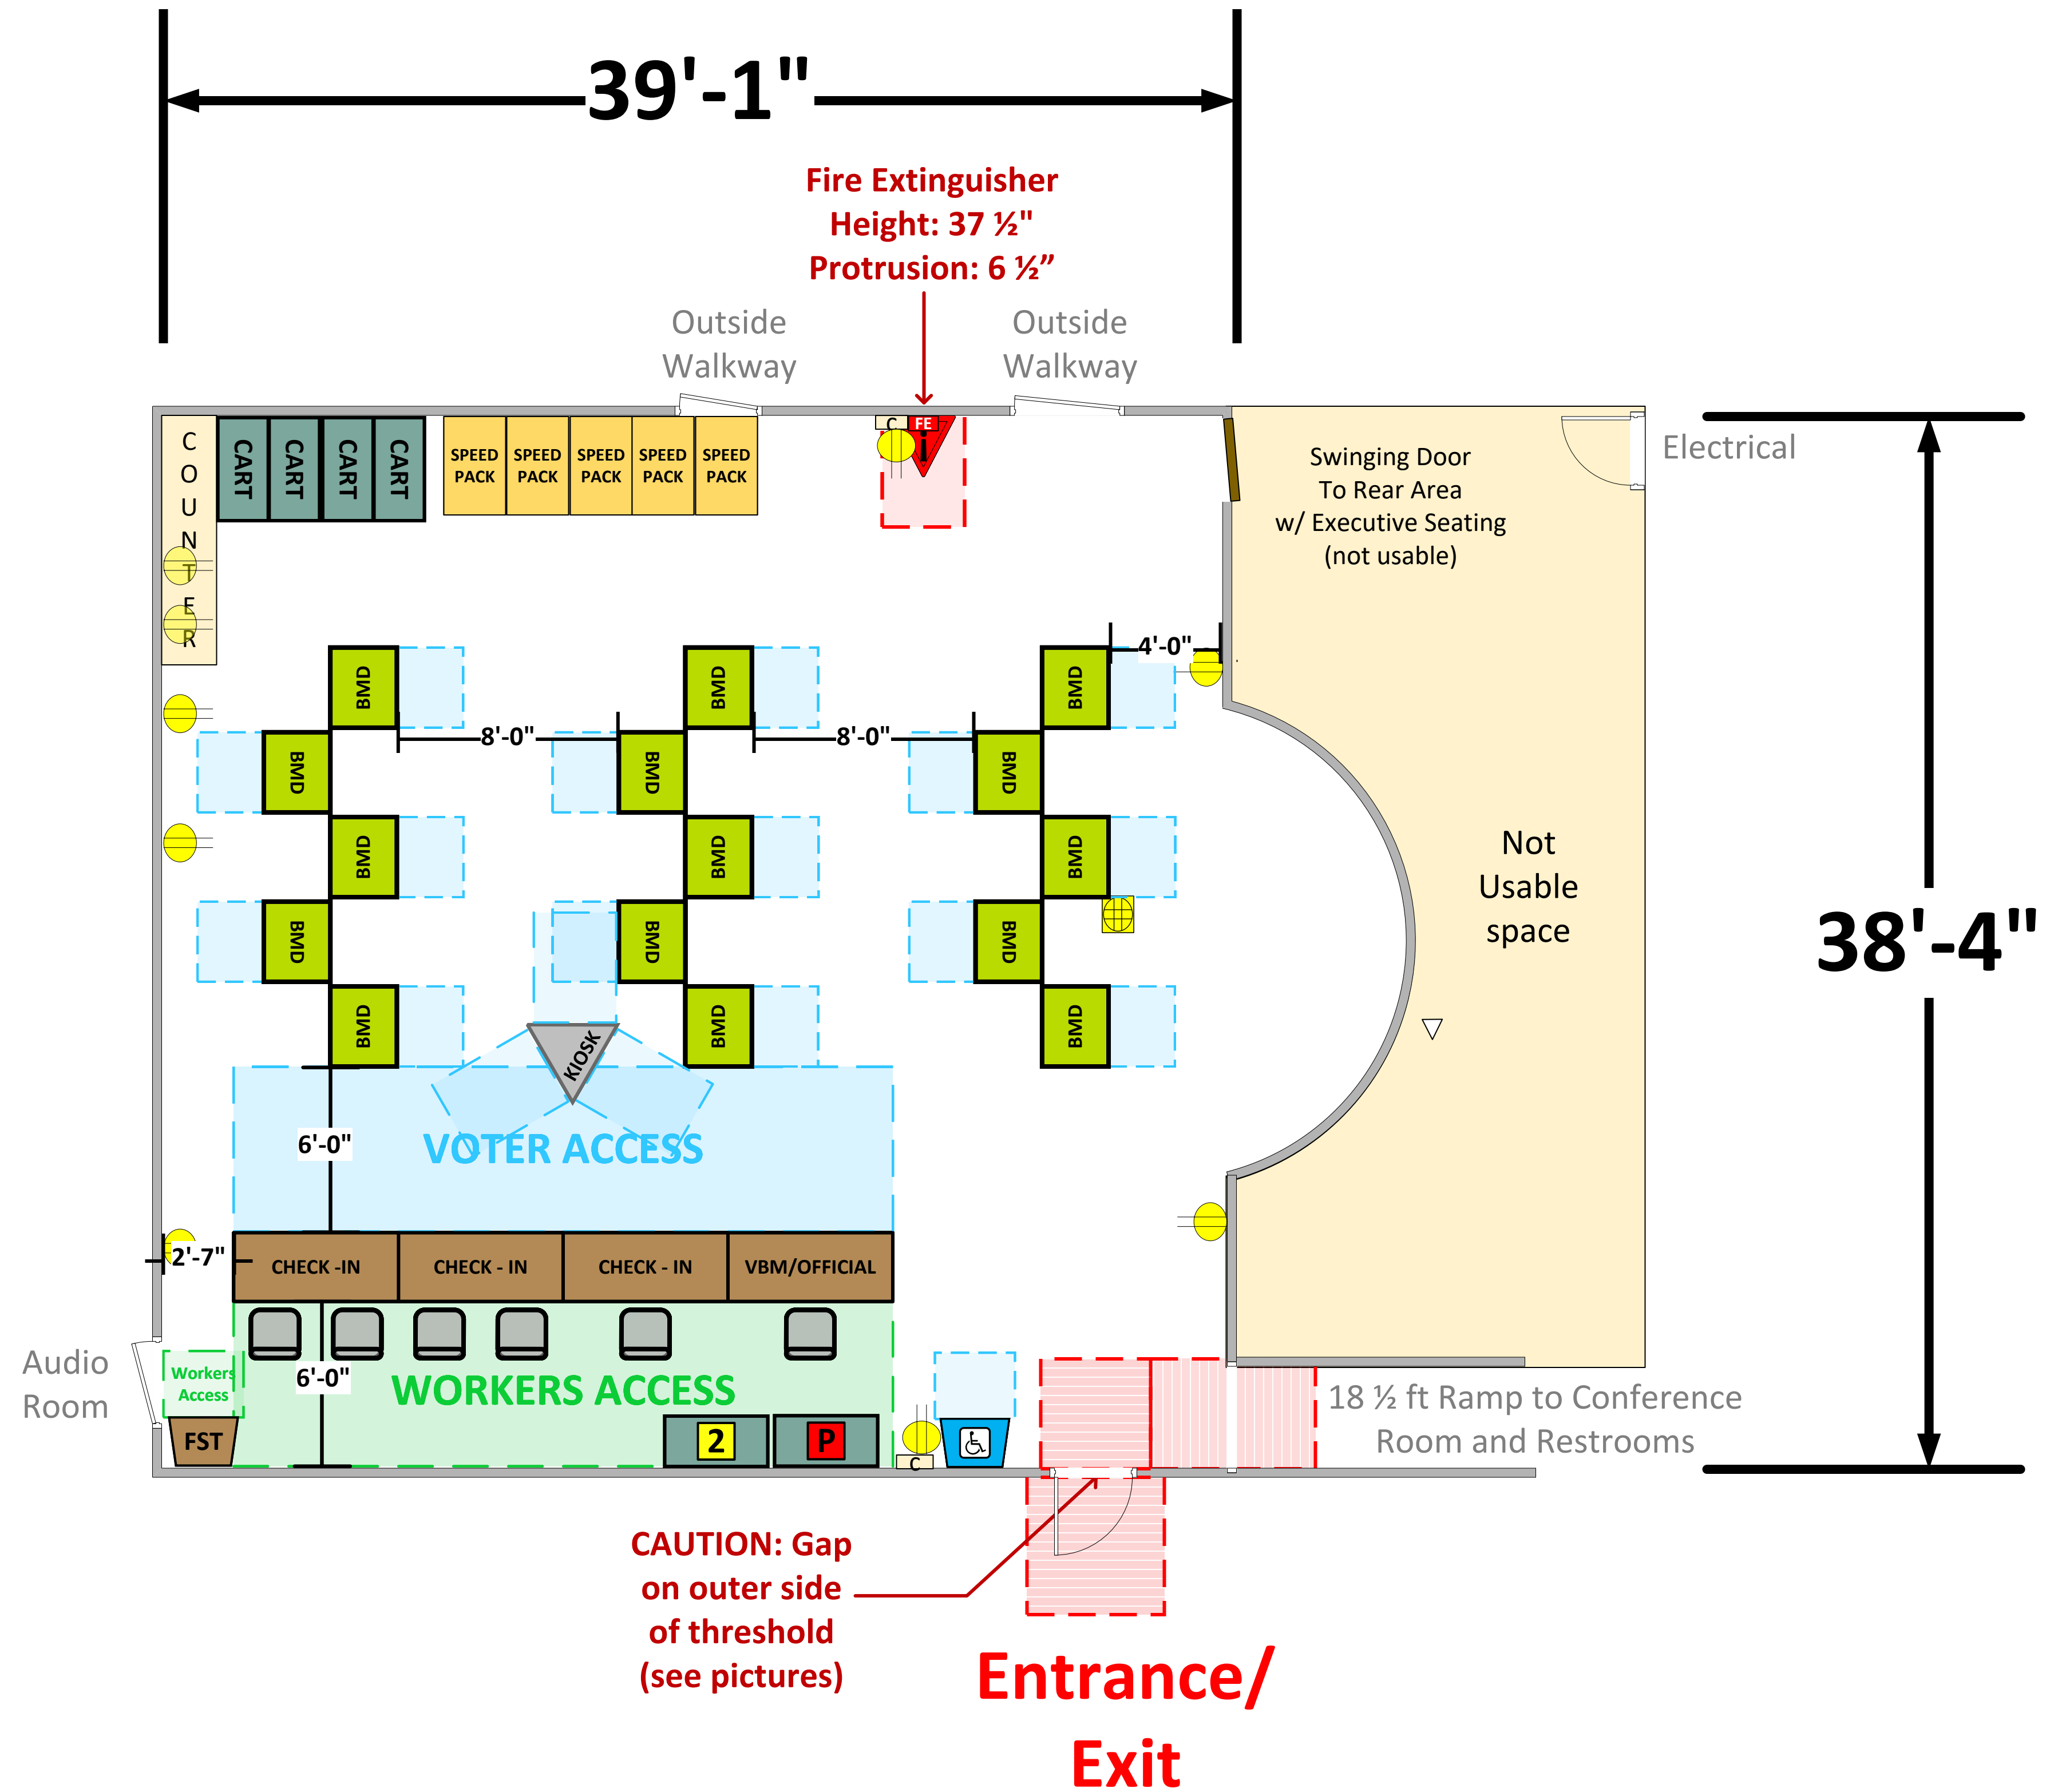 39'-1"
Fire Extinguisher
Height: 37 ½"
Protrusion: 6 ½”
Outside
Walkway
Outside
Walkway
COUNTER
CART
CART
CART
CART
SPEED
PACK
SPEED
PACK
SPEED
PACK
SPEED
PACK
SPEED
PACK
C
FE
i
Swinging Door
To Rear Area
w/ Executive Seating
(not usable)
Electrical
4'-0"
BMD
BMD
BMD
8'-0"
8'-0"
BMD
BMD
BMD
BMD
BMD
BMD
Not
Usable
space
38'-4"
BMD
BMD
BMD
BMD
BMD
BMD
KIOSK
6'-0"
VOTER ACCESS
2'-7"
CHECK -IN
CHECK - IN
CHECK - IN
VBM/OFFICIAL
Audio
Room
Workers
Access
6'-0"
WORKERS ACCESS
FST
2
P
C
18 ½ ft Ramp to Conference
Room and Restrooms
CAUTION: Gap
on outer side
of threshold
(see pictures)
Entrance/
Exit